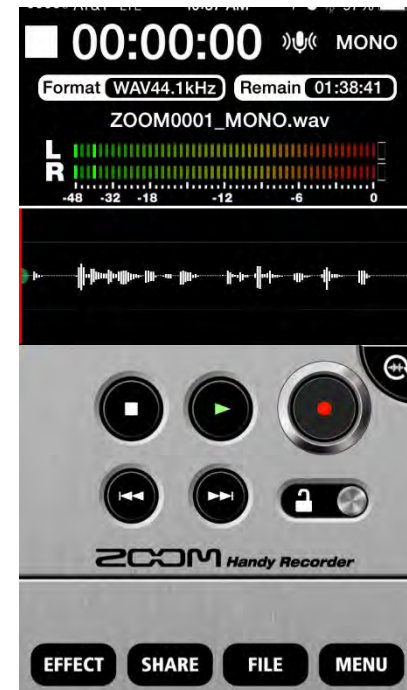 00:00:00 MONO
Format WAV44.1kHz Remain 01:38:41
ZOOM0001_MONO.wav
L
R
-48 -32 -18 -12 -6 0
ZOOM Handy Recorder
EFFECT SHARE FILE MENU